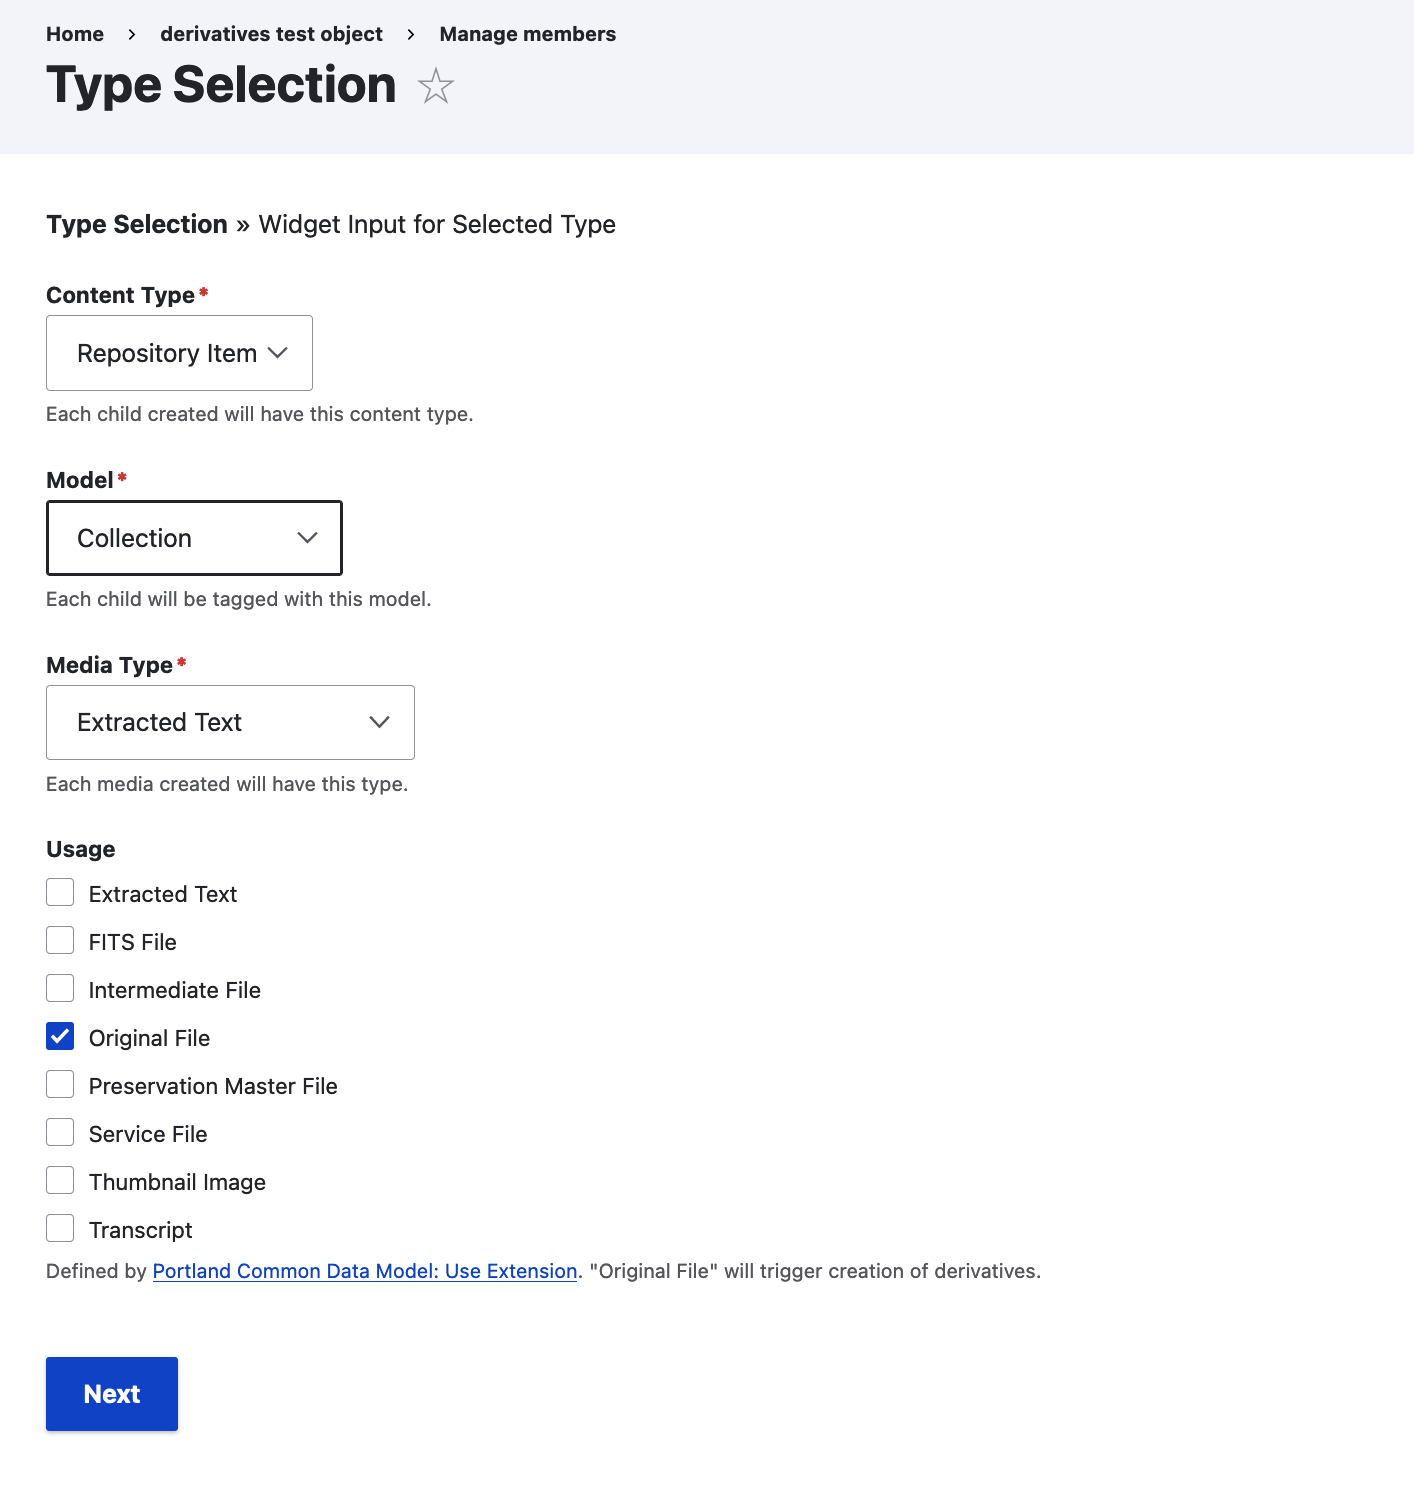 Home > derivatives test object > Manage members
Type Selection
Type Selection » Widget Input for Selected Type
Content Type*
Repository Item
Each child created will have this content type.
Model*
Collection
Each child will be tagged with this model.
Media Type*
Extracted Text
Each media created will have this type.
Usage
Extracted Text
FITS File
Intermediate File
Original File
Preservation Master File
Service File
Thumbnail Image
Transcript
Defined by Portland Common Data Model: Use Extension. "Original File" will trigger creation of derivatives.
Next